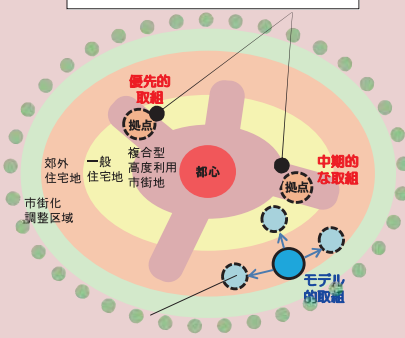 優先的
取組
拠点
郊外
住宅地
一般
住宅地
複合型
高度利用
市街地
都心
中期的
な取組
拠点
市街化
調整区域
モデル
的取組